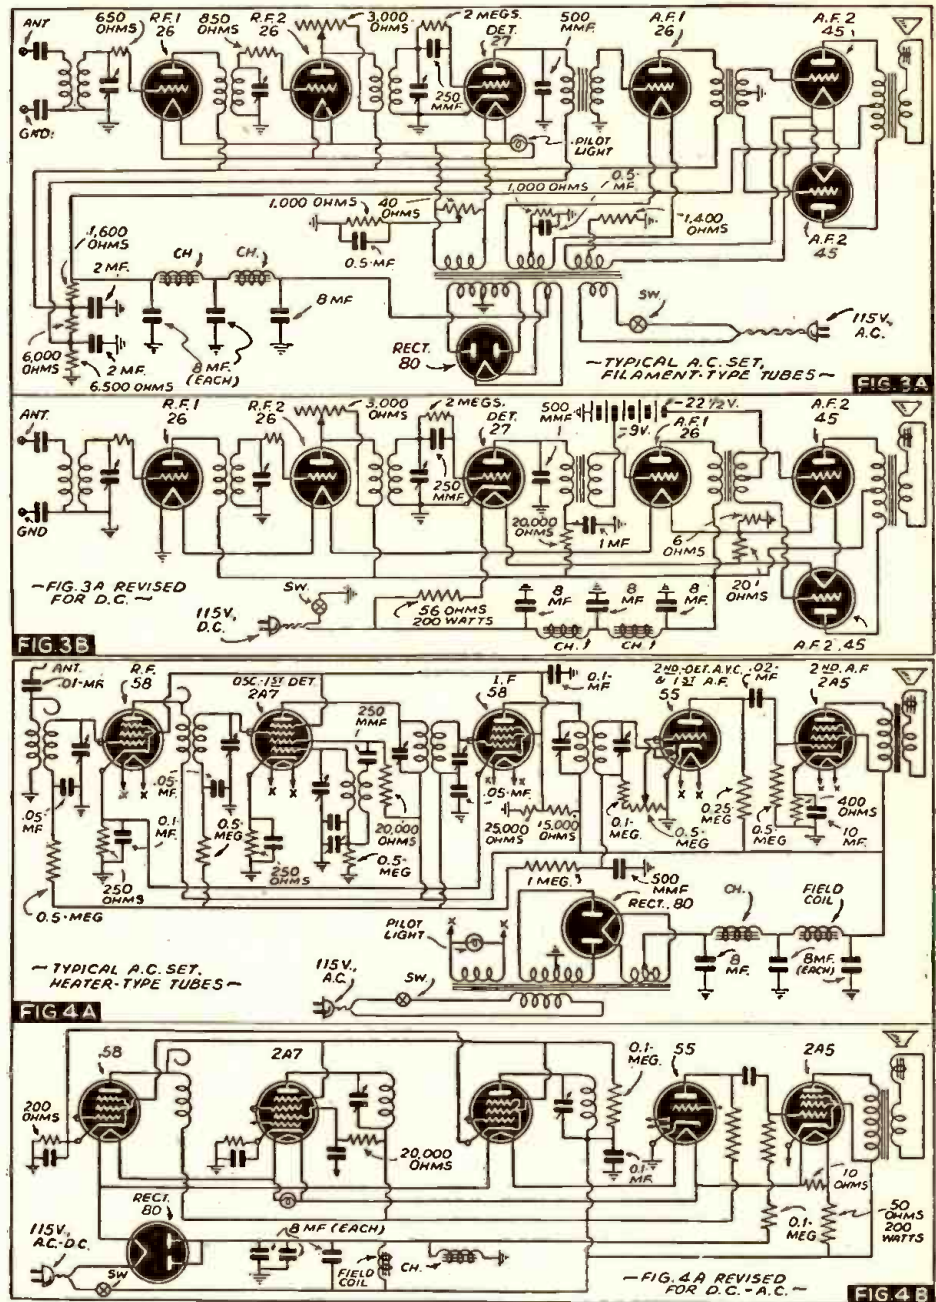 ANT
650 OHMS
R.F.1
26
850 OHMS
R.F.2
26
3,000 OHMS
2 MEGS.
DET.
27
250 MMF
500 MMF.
A.F.1
26
A.F.2
45
GND:
PILOT LIGHT
1,000 OHMS
40 OHMS
0.5-MF
1,000 OHMS
0.5-MF.
1,400 OHMS
A.F.2
45
1,600 OHMS
2 MF.
CH.
CH.
8 MF
6,000 OHMS
2 MF.
6,500 OHMS
8 MF. (EACH)
RECT. 80
SW.
115V., A.C.
~TYPICAL A.C. SET,
FILAMENT-TYPE TUBES~
FIG.3A
ANT.
R.F.1
26
R.F.2
26
3,000 OHMS
2 MEGS.
DET.
27
250 MMF
500 MMF
-9V.
-22 1/2V.
A.F.1
26
A.F.2
45
GND
20,000 OHMS
1 MF
6 OHMS
20 OHMS
~FIG.3A REVISED
FOR D.C.~
115V., D.C.
SW.
56 OHMS
200 WATTS
8 MF.
8 MF.
8 MF.
CH.1
CH.1
A.F.2, 45
FIG.3B
ANT.
.01-MF.
R.F.
58
OSC.-1ST DET.
2A7
250 MMF
I.F
58
0.1-MF
2ND. DET. A.V.C.
& 1ST A.F.
55
.02-MF
2ND. A.F
2A5
.05-MF
0.1-MF.
250 OHMS
0.5-MEG
.05-MF.
0.5-MEG
250 OHMS
20,000 OHMS
0.5-MEG
.05-MF.
25,000 OHMS
15,000 OHMS
0.1-MEG.
0.5-MEG.
0.25 MEG
0.5-MEG
400 OHMS
10 MF.
1 MEG.
500 MMF
RECT., 80
PILOT LIGHT
X
X
CH.
FIELD COIL
8 MF.
8MF. (EACH)
~TYPICAL A.C. SET,
HEATER-TYPE TUBES~
115V., A.C.
SW.
FIG.4A
58
2A7
0.1-MEG.
55
2A5
200 OHMS
20,000 OHMS
0.1-MF.
10 OHMS
RECT. 80
115V., A.C.-D.C.
SW
8 MF (EACH)
FIELD COIL
CH.
0.1-MEG
50 OHMS
200 WATTS
~FIG.4A REVISED
FOR D.C.-A.C.~
FIG.4B